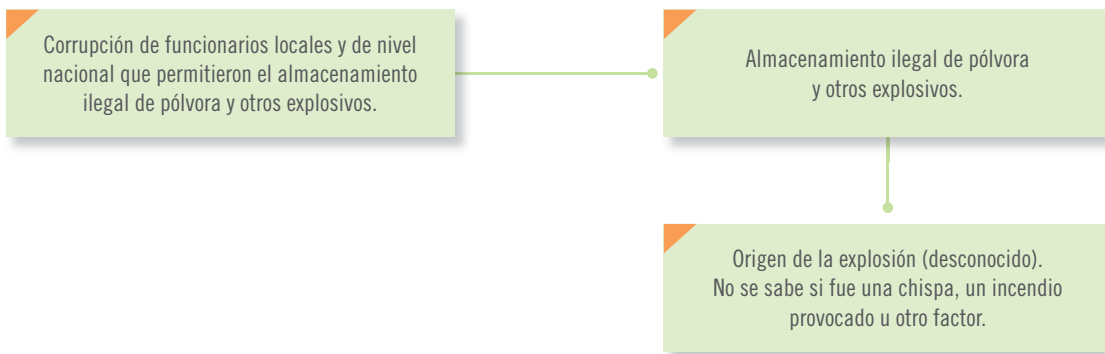 Corrupción de funcionarios locales y de nivel
nacional que permitieron el almacenamiento
ilegal de pólvora y otros explosivos.
Almacenamiento ilegal de pólvora
y otros explosivos.
Origen de la explosión (desconocido).
No se sabe si fue una chispa, un incendio
provocado u otro factor.